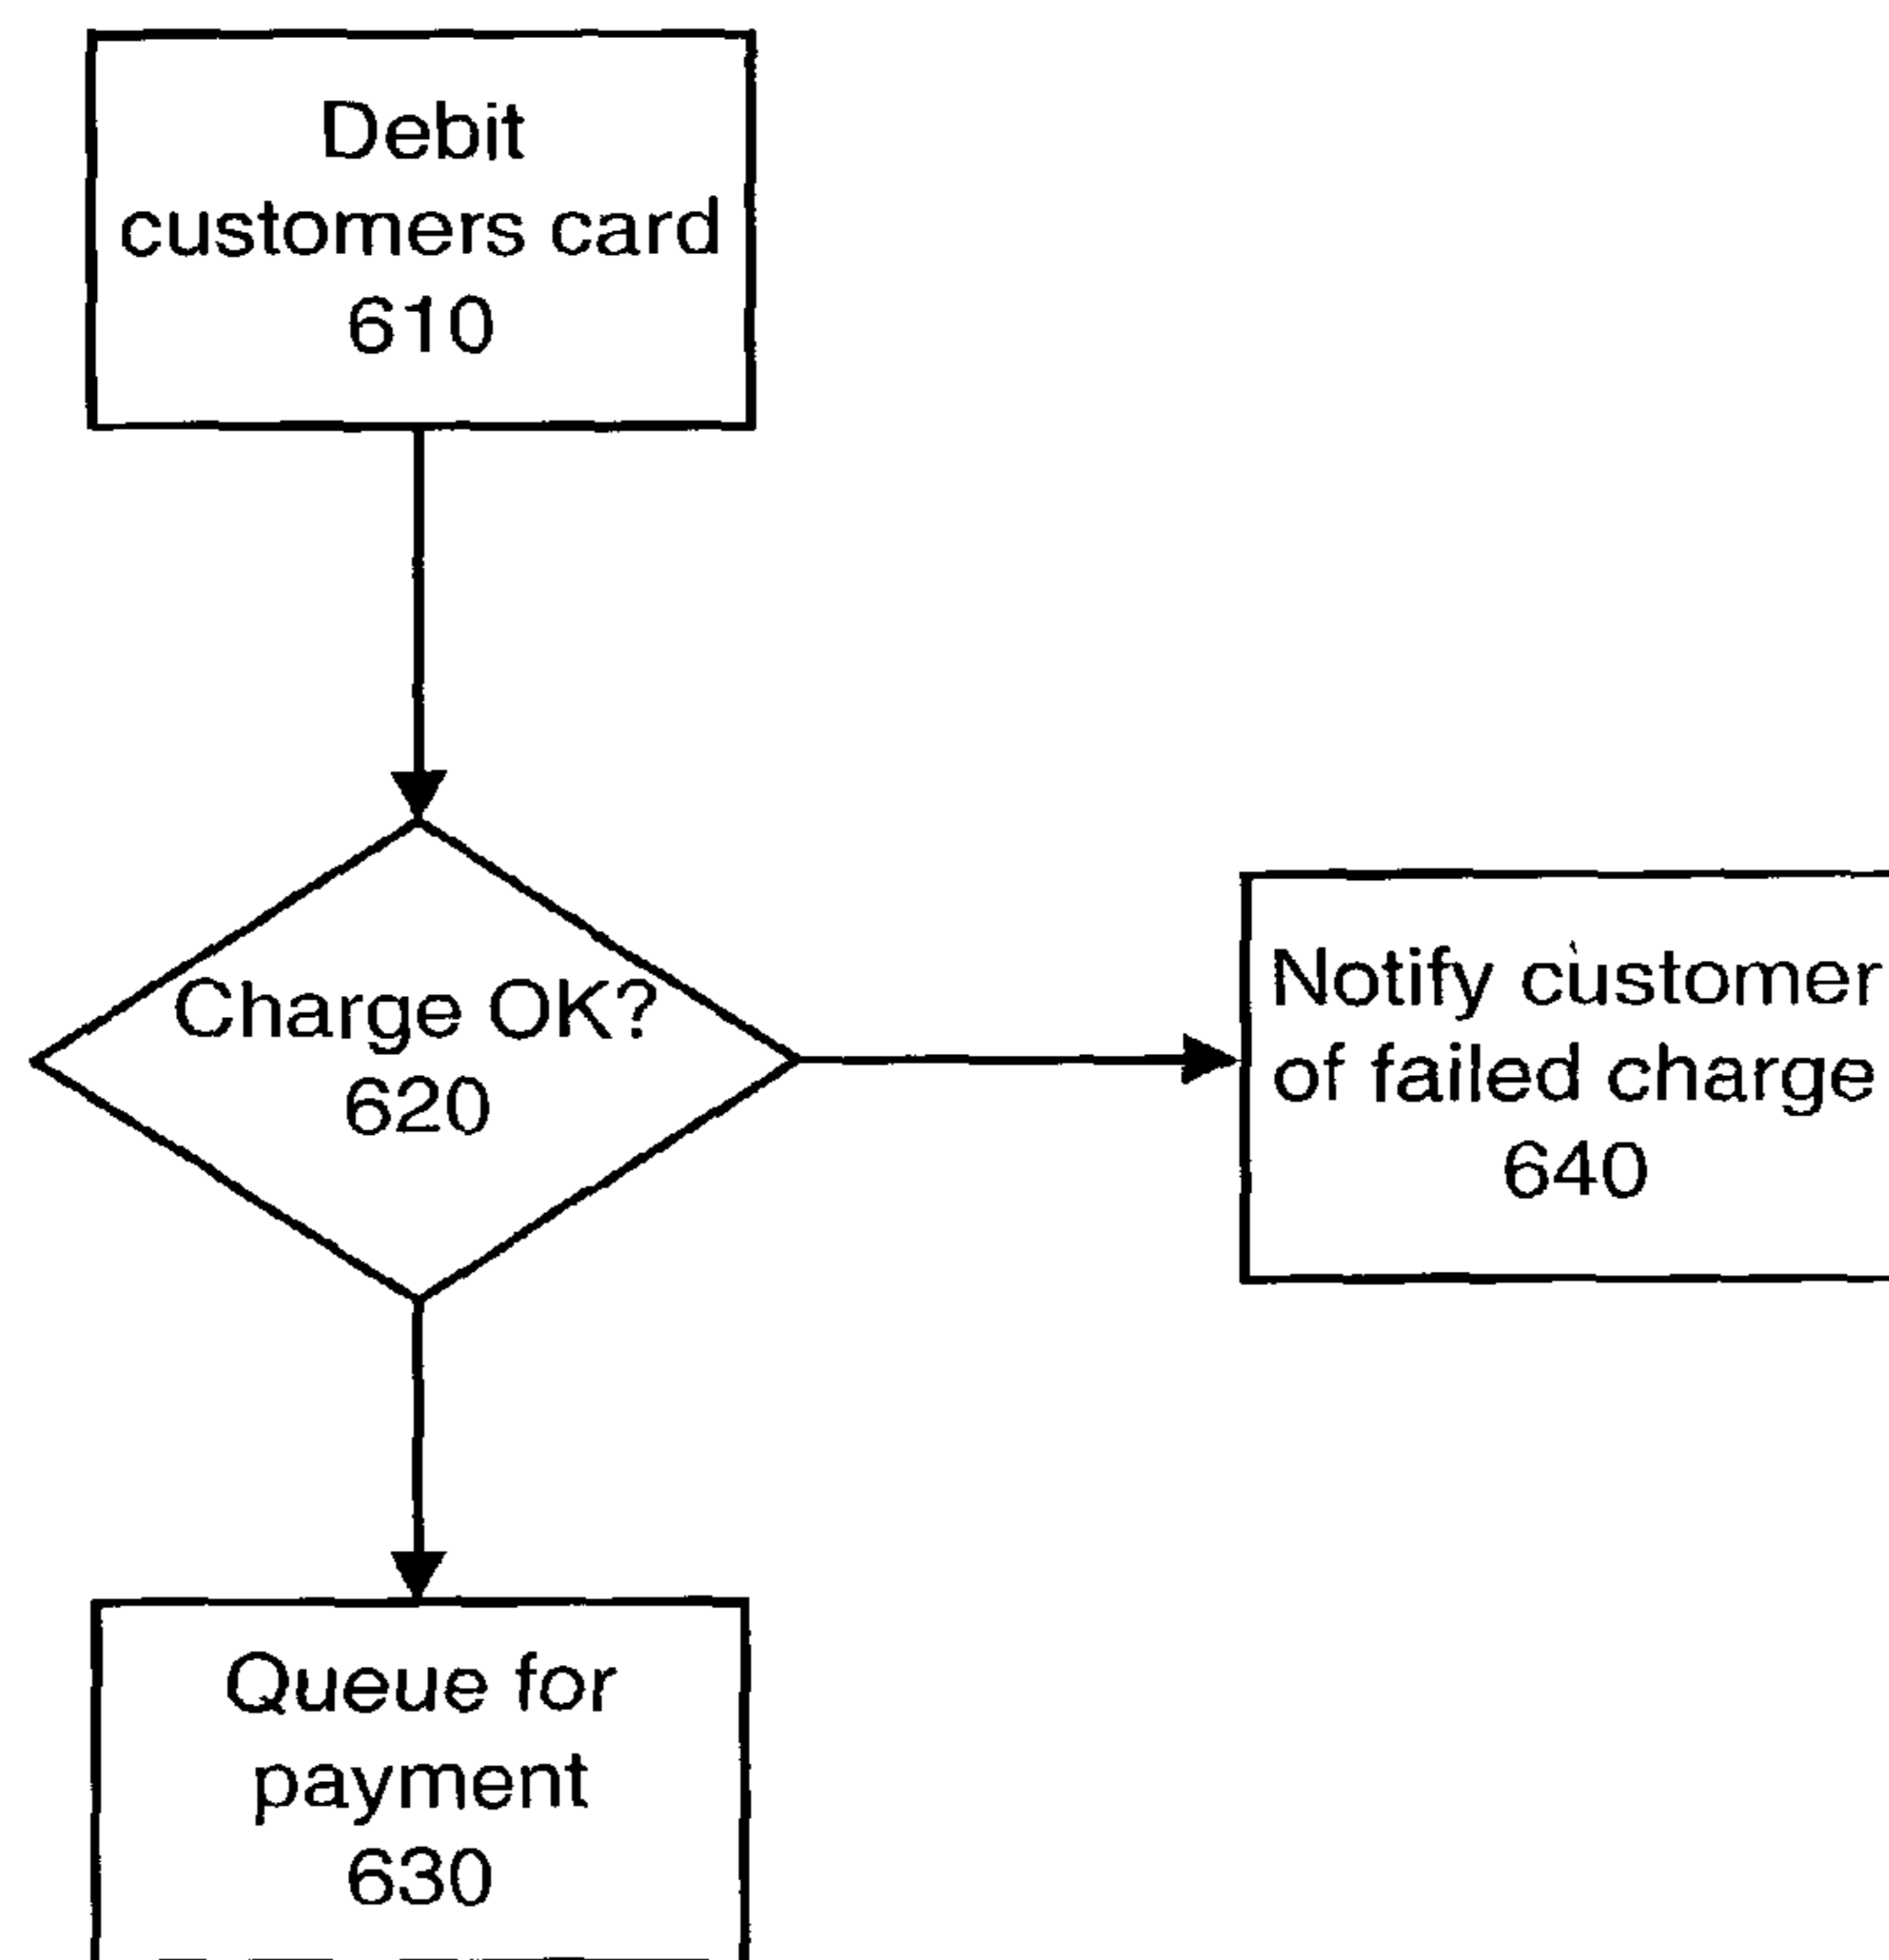 Debit
customers card
610
Charge OK?
620
Notify customer
of failed charge
640
Queue for
payment
630